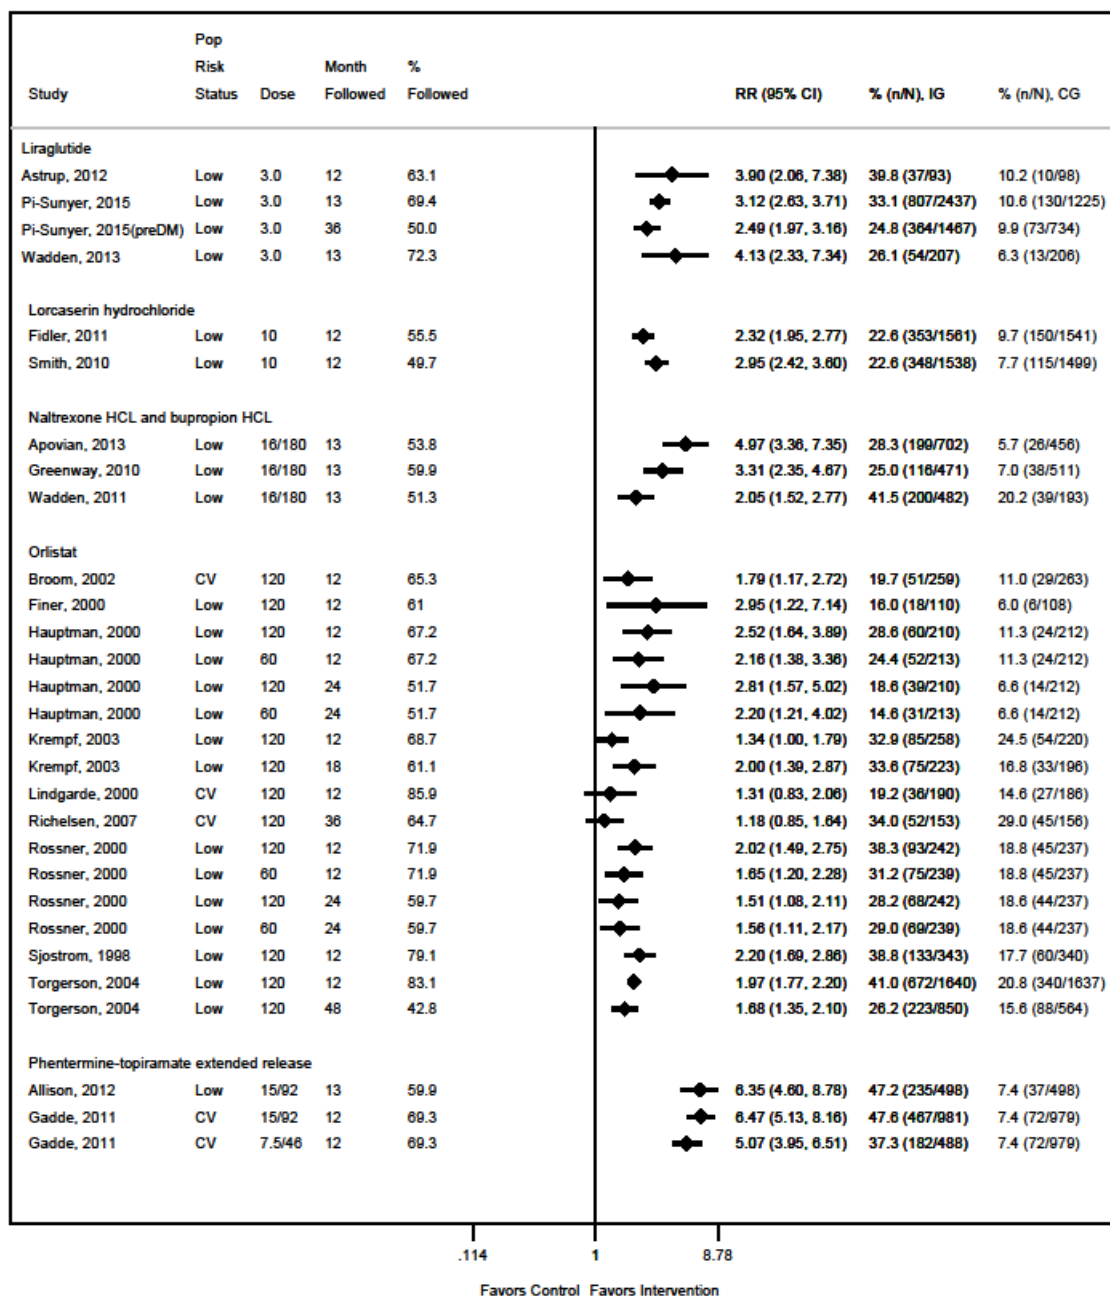 Pop
Risk Month %
Study Status Dose Followed Followed RR (95% CI) % (n/N), IG % (n/N), CG
Liraglutide
Astrup, 2012 Low 3.0 12 63.1 3.90 (2.06, 7.38) 39.8 (37/93) 10.2 (10/98)
Pi-Sunyer, 2015 Low 3.0 13 69.4 3.12 (2.63, 3.71) 33.1 (807/2437) 10.6 (130/1225)
Pi-Sunyer, 2015(preDM) Low 3.0 36 50.0 2.49 (1.97, 3.16) 24.8 (364/1467) 9.9 (73/734)
Wadden, 2013 Low 3.0 13 72.3 4.13 (2.33, 7.34) 26.1 (54/207) 6.3 (13/206)
Lorcaserin hydrochloride
Fidler, 2011 Low 10 12 55.5 2.32 (1.95, 2.77) 22.6 (353/1561) 9.7 (150/1541)
Smith, 2010 Low 10 12 49.7 2.95 (2.42, 3.60) 22.6 (348/1538) 7.7 (115/1499)
Naltrexone HCL and bupropion HCL
Apovian, 2013 Low 16/180 13 53.8 4.97 (3.36, 7.35) 28.3 (199/702) 5.7 (26/456)
Greenway, 2010 Low 16/180 13 59.9 3.31 (2.35, 4.67) 25.0 (116/471) 7.0 (38/511)
Wadden, 2011 Low 16/180 13 51.3 2.05 (1.52, 2.77) 41.5 (200/482) 20.2 (39/193)
Orlistat
Broom, 2002 CV 120 12 65.3 1.79 (1.17, 2.72) 19.7 (51/259) 11.0 (29/263)
Finer, 2000 Low 120 12 61 2.95 (1.22, 7.14) 16.0 (18/110) 6.0 (6/108)
Hauptman, 2000 Low 120 12 67.2 2.52 (1.64, 3.89) 28.6 (60/210) 11.3 (24/212)
Hauptman, 2000 Low 60 12 67.2 2.16 (1.38, 3.36) 24.4 (52/213) 11.3 (24/212)
Hauptman, 2000 Low 120 24 51.7 2.81 (1.57, 5.02) 18.6 (39/210) 6.6 (14/212)
Hauptman, 2000 Low 60 24 51.7 2.20 (1.21, 4.02) 14.6 (31/213) 6.6 (14/212)
Krempf, 2003 Low 120 12 68.7 1.34 (1.00, 1.79) 32.9 (85/258) 24.5 (54/220)
Krempf, 2003 Low 120 18 61.1 2.00 (1.39, 2.87) 33.6 (75/223) 16.8 (33/196)
Lindgarde, 2000 CV 120 12 85.9 1.31 (0.83, 2.06) 19.2 (36/190) 14.6 (27/186)
Richelsen, 2007 CV 120 36 64.7 1.18 (0.85, 1.64) 34.0 (52/153) 29.0 (45/156)
Rossner, 2000 Low 120 12 71.9 2.02 (1.49, 2.75) 38.3 (93/242) 18.8 (45/237)
Rossner, 2000 Low 60 12 71.9 1.65 (1.20, 2.28) 31.2 (75/239) 18.8 (45/237)
Rossner, 2000 Low 120 24 59.7 1.51 (1.08, 2.11) 28.2 (68/242) 18.6 (44/237)
Rossner, 2000 Low 60 24 59.7 1.56 (1.11, 2.17) 29.0 (69/239) 18.6 (44/237)
Sjostrom, 1998 Low 120 12 79.1 2.20 (1.69, 2.86) 38.8 (133/343) 17.7 (60/340)
Torgerson, 2004 Low 120 12 83.1 1.97 (1.77, 2.20) 41.0 (672/1640) 20.8 (340/1637)
Torgerson, 2004 Low 120 48 42.8 1.68 (1.35, 2.10) 26.2 (223/850) 15.6 (88/564)
Phentermine-topiramate extended release
Allison, 2012 Low 15/92 13 59.9 6.35 (4.60, 8.78) 47.2 (235/498) 7.4 (37/498)
Gadde, 2011 CV 15/92 12 69.3 6.47 (5.13, 8.16) 47.6 (467/981) 7.4 (72/979)
Gadde, 2011 CV 7.5/46 12 69.3 5.07 (3.95, 6.51) 37.3 (182/488) 7.4 (72/979)
.114 1 8.78
Favors Control Favors Intervention